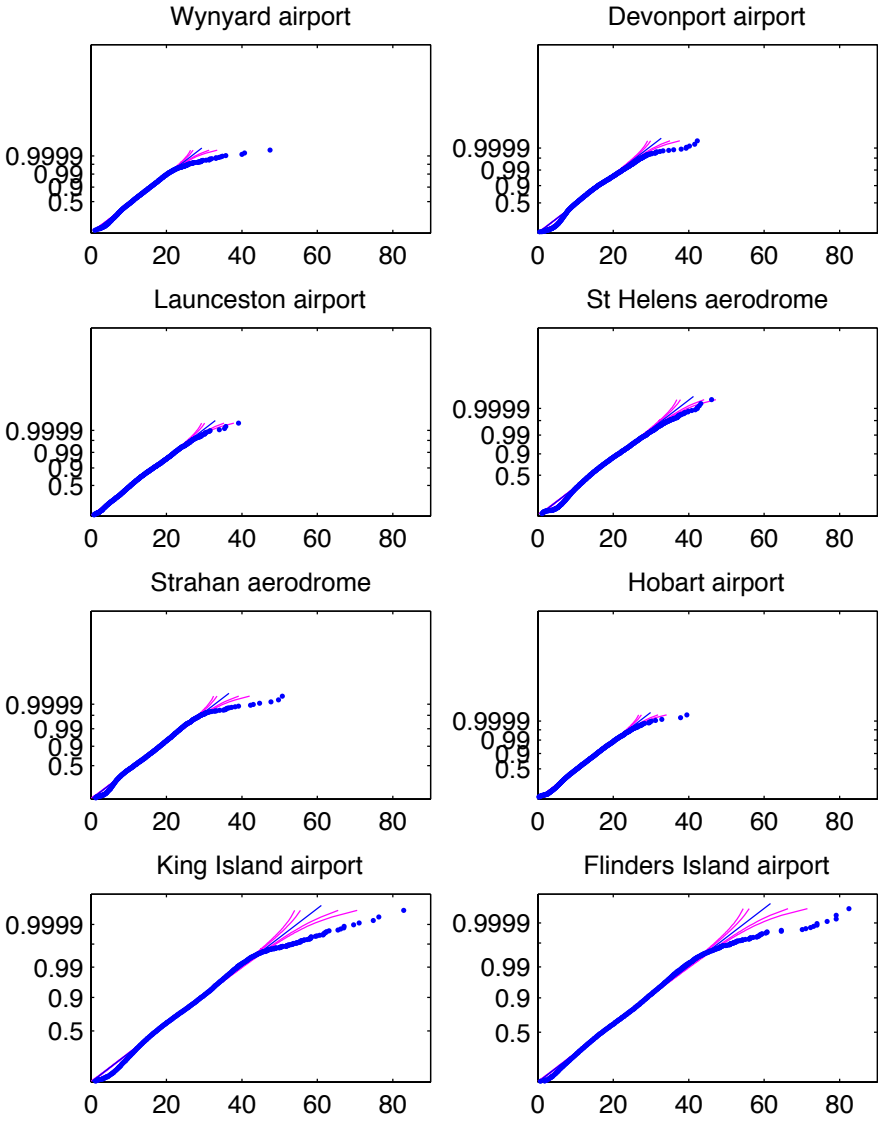 Wynyard airport
Devonport airport
0.9999
0.99
0.9
0.5
0 20 40 60 80
0.9999
0.99
0.9
0.5
0 20 40 60 80
Launceston airport
St Helens aerodrome
0.9999
0.99
0.9
0.5
0 20 40 60 80
0.9999
0.99
0.9
0.5
0 20 40 60 80
Strahan aerodrome
Hobart airport
0.9999
0.99
0.9
0.5
0 20 40 60 80
0.9999
0.99
0.9
0.5
0 20 40 60 80
King Island airport
Flinders Island airport
0.9999
0.99
0.9
0.5
0 20 40 60 80
0.9999
0.99
0.9
0.5
0 20 40 60 80